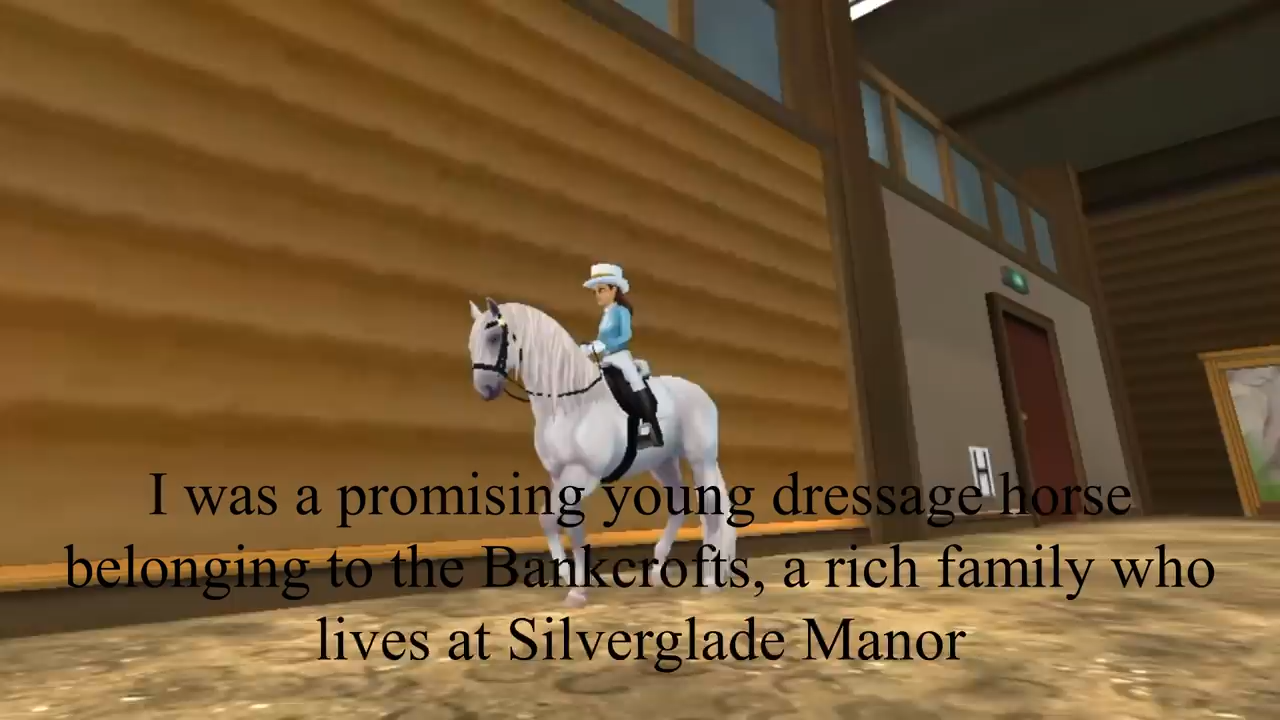 H
I was a promising young dressage horse
belonging to the Bankcrofts, a rich family who
lives at Silverglade Manor